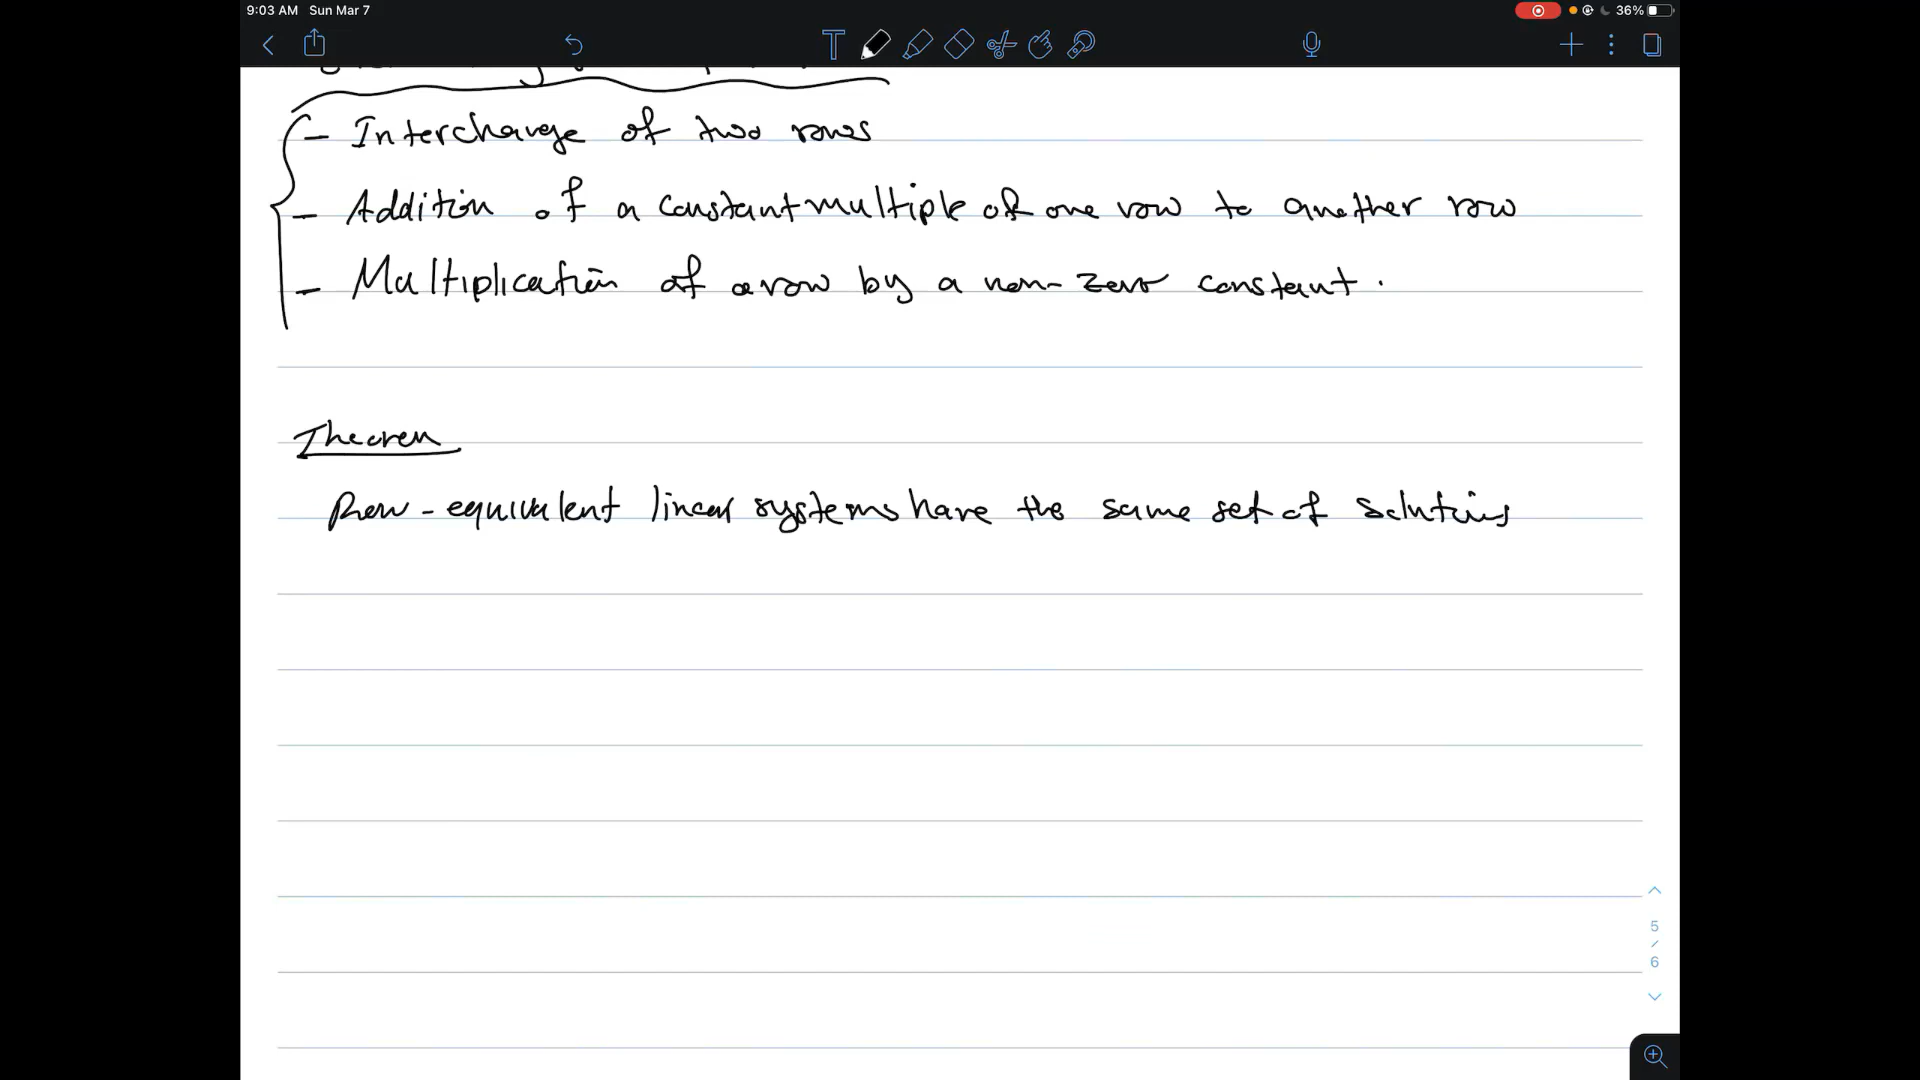 9:03 AM Sun Mar 7
36%
- Interchange of two rows
- Addition of a constant multiple of one row to another row
- Multiplication of a row by a non-zero constant.
Theorem
Row-equivalent linear systems have the same set of solutions
5
/
6